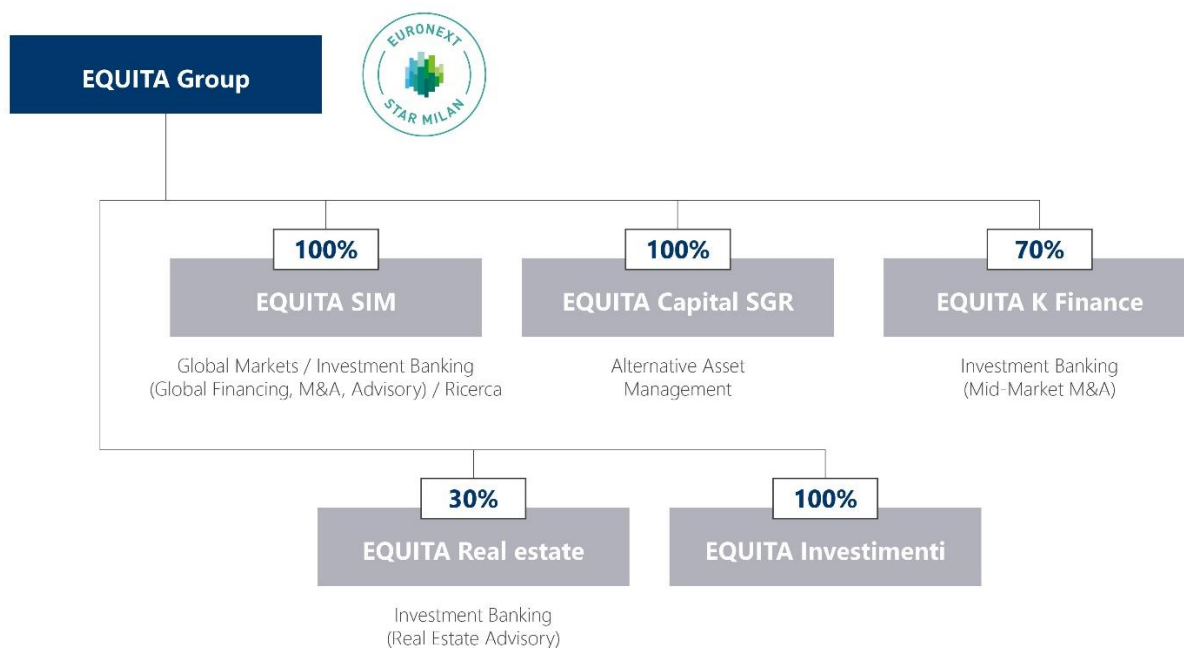 EQUITA Group
EURONEXT
STAR MILAN
100%
100%
70%
EQUITA SIM
EQUITA Capital SGR
EQUITA K Finance
Global Markets / Investment Banking
(Global Financing, M&A, Advisory) / Ricerca
Alternative Asset
Management
Investment Banking
(Mid-Market M&A)
30%
100%
EQUITA Real estate
EQUITA Investimenti
Investment Banking
(Real Estate Advisory)